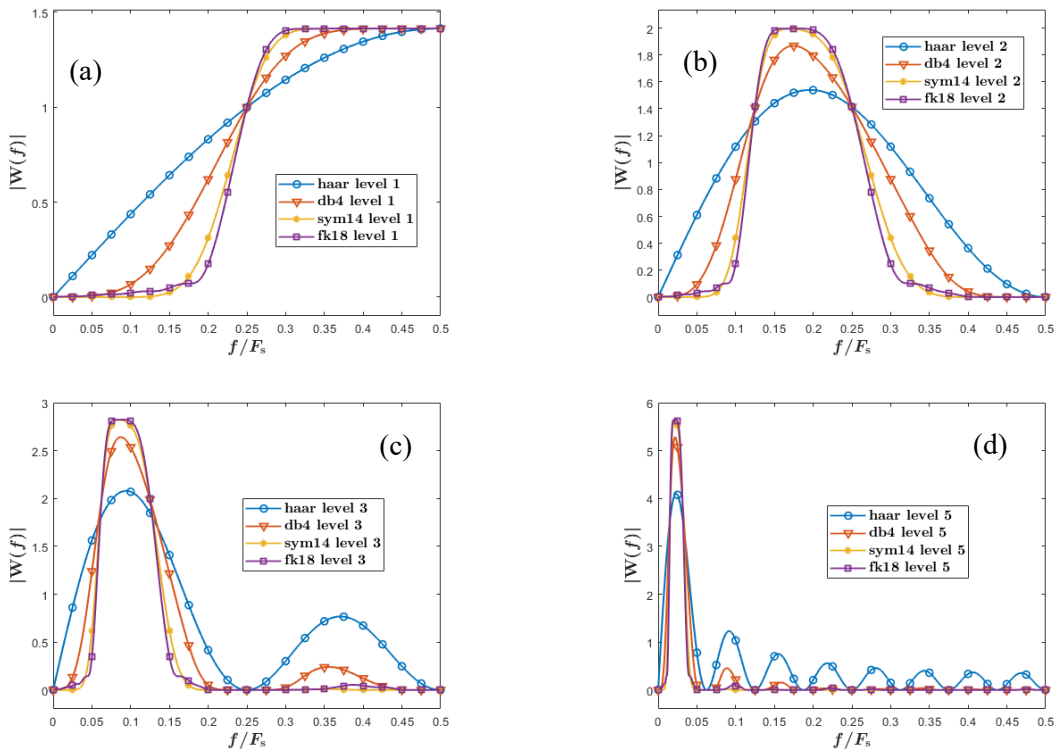 (a)
|W(f)|
1.5
1
0.5
0
haar level 1
db4 level 1
sym14 level 1
fk18 level 1
0 0.05 0.1 0.15 0.2 0.25 0.3 0.35 0.4 0.45 0.5
f/Fs
(b)
|W(f)|
2
1.8
1.6
1.4
1.2
1
0.8
0.6
0.4
0.2
0
haar level 2
db4 level 2
sym14 level 2
fk18 level 2
0 0.05 0.1 0.15 0.2 0.25 0.3 0.35 0.4 0.45 0.5
f/Fs
(c)
|W(f)|
3
2.5
2
1.5
1
0.5
0
haar level 3
db4 level 3
sym14 level 3
fk18 level 3
0 0.05 0.1 0.15 0.2 0.25 0.3 0.35 0.4 0.45 0.5
f/Fs
(d)
|W(f)|
6
5
4
3
2
1
0
haar level 5
db4 level 5
sym14 level 5
fk18 level 5
0 0.05 0.1 0.15 0.2 0.25 0.3 0.35 0.4 0.45 0.5
f/Fs